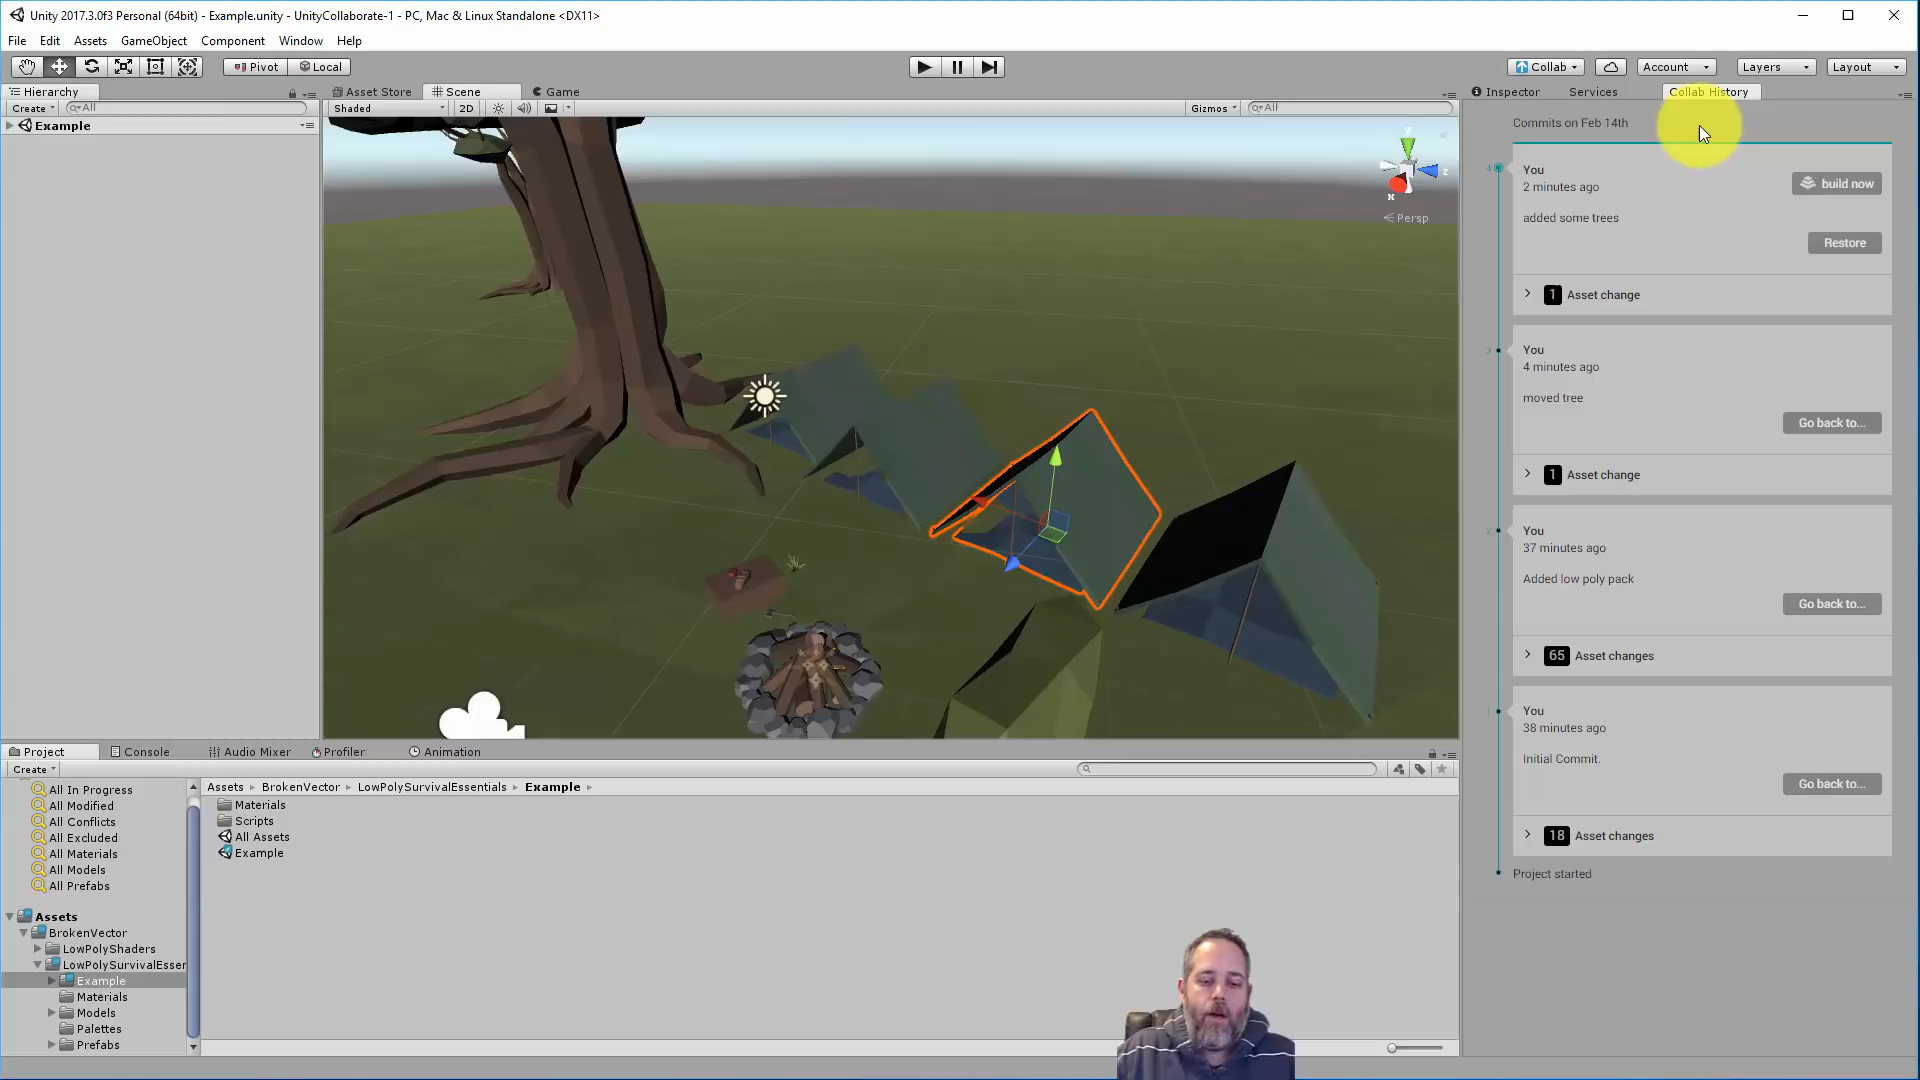 Unity 2017.3.0f3 Personal (64bit) - Example.unity - UnityCollaborate-1 - PC, Mac & Linux Standalone <DX11>
File Edit Assets GameObject Component Window Help
Pivot Local Collab Account Layers Layout
Hierarchy
Create All
Example
Asset Store Scene Game
Shaded 2D Gizmos All
y
z
x
Persp
Inspector Services Collab History
Commits on Feb 14th
4
You
2 minutes ago
build now
added some trees
Restore
1 Asset change
3
You
4 minutes ago
moved tree
Go back to...
1 Asset change
2
You
37 minutes ago
Added low poly pack
Go back to...
65 Asset changes
1
You
38 minutes ago
Initial Commit.
Go back to...
18 Asset changes
Project started
Project Console Audio Mixer Profiler Animation
Create
All In Progress
All Modified
All Conflicts
All Excluded
All Materials
All Models
All Prefabs
Assets
BrokenVector
LowPolyShaders
LowPolySurvivalEsser
Example
Materials
Models
Palettes
Prefabs
Assets BrokenVector LowPolySurvivalEssentials Example
Materials
Scripts
All Assets
Example